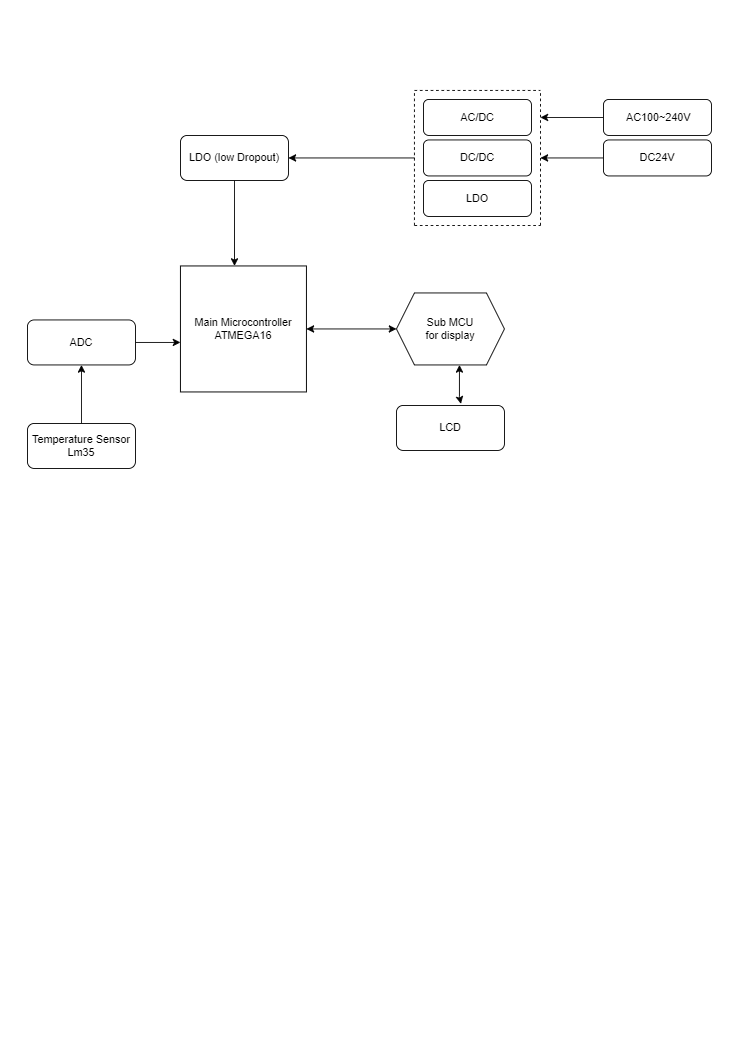 AC/DC
AC100~240V
LDO (low Dropout)
DC/DC
DC24V
LDO
Main Microcontroller
ATMEGA16
Sub MCU
for display
ADC
LCD
Temperature Sensor
Lm35